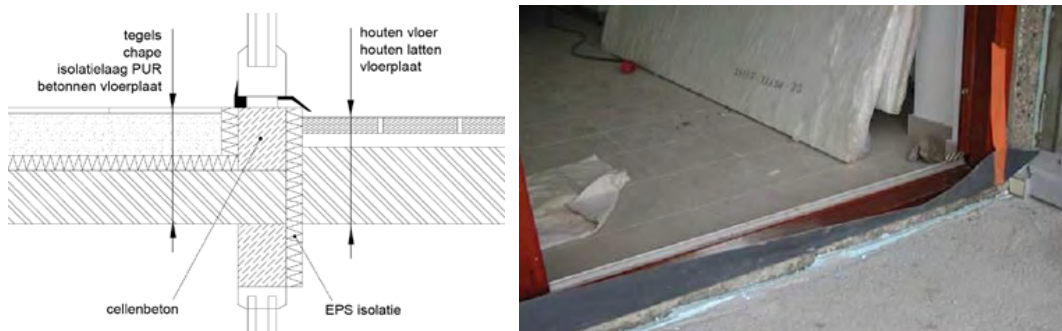 tegels
chape
isolatielaag PUR
betonnen vloerplaat
houten vloer
houten latten
vloerplaat
cellenbeton
EPS isolatie